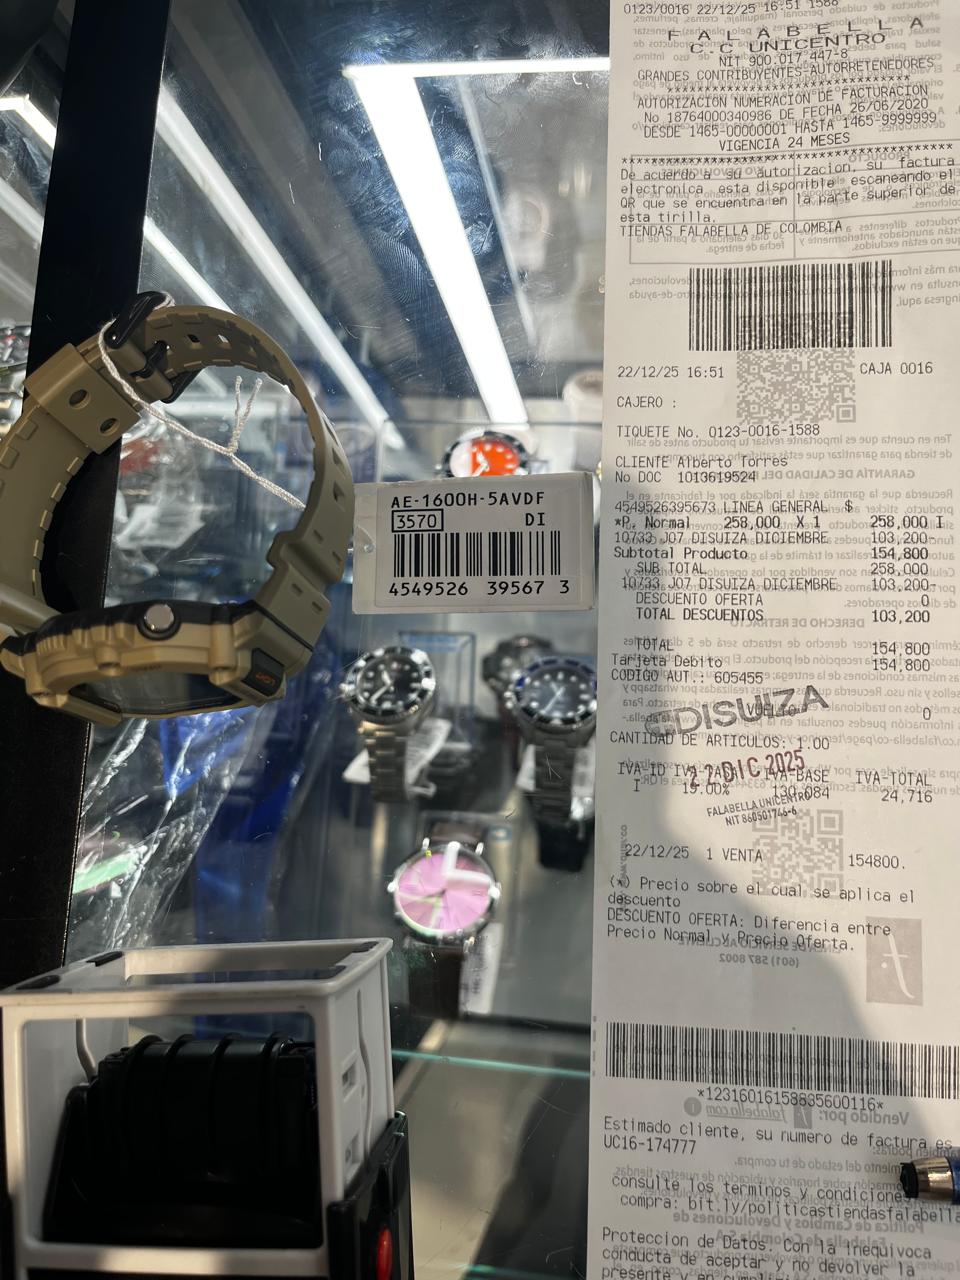 AE-1600H-5AVDF
3570 DI
4549526 39567 3
0123/0016 22/12/25 16:51 1588
F A L A B E L L A
C.C UNICENTRO
NIT 900.017.447-8
GRANDES CONTRIBUYENTES-AUTORRETENEDORES
AUTORIZACION NUMERACION DE FACTURACION
No 18764000340986 DE FECHA 26/06/2020
DESDE 1465-00000001 HASTA 1465-9999999
VIGENCIA 24 MESES
De acuerdo a su autorizacion, su factura
electronica esta disponible escaneando el
QR que se encuentra en la parte superior de
esta tirilla.
TIENDAS FALABELLA DE COLOMBIA
22/12/25 16:51 CAJA 0016
CAJERO :
TIQUETE No. 0123-0016-1588
CLIENTE Alberto Torres
No DOC 1013619524
4549526395673 LINEA GENERAL $
*P. Normal 258,000 X 1 258,000 I
10733 J07 DISUIZA DICIEMBRE 103,200-
Subtotal Producto 154,800
SUB TOTAL 258,000
10733 J07 DISUIZA DICIEMBRE 103,200-
DESCUENTO OFERTA 0
TOTAL DESCUENTOS 103,200
TOTAL 154,800
Tarjeta Debito 154,800
CODIGO AUT.: 605455
DISUIZA
VUELTO 0
CANTIDAD DE ARTICULOS: 1.00
22 DIC 2025
IVA-ID IVA-TASA IVA-BASE IVA-TOTAL
I 19.00% 130,084 24,716
FALABELLA UNICENTRO
NIT 860501746-6
22/12/25 1 VENTA 154800.
(*) Precio sobre el cual se aplica el
descuento
DESCUENTO OFERTA: Diferencia entre
Precio Normal y Precio Oferta.
*12316016158835600116*
Estimado cliente, su numero de factura es
UC16-174777
consulte los terminos y condiciones
compra: bit.ly/politicastiendasfalabella
Proteccion de Datos. Con la inequivoca
conducta de aceptar y no devolver la